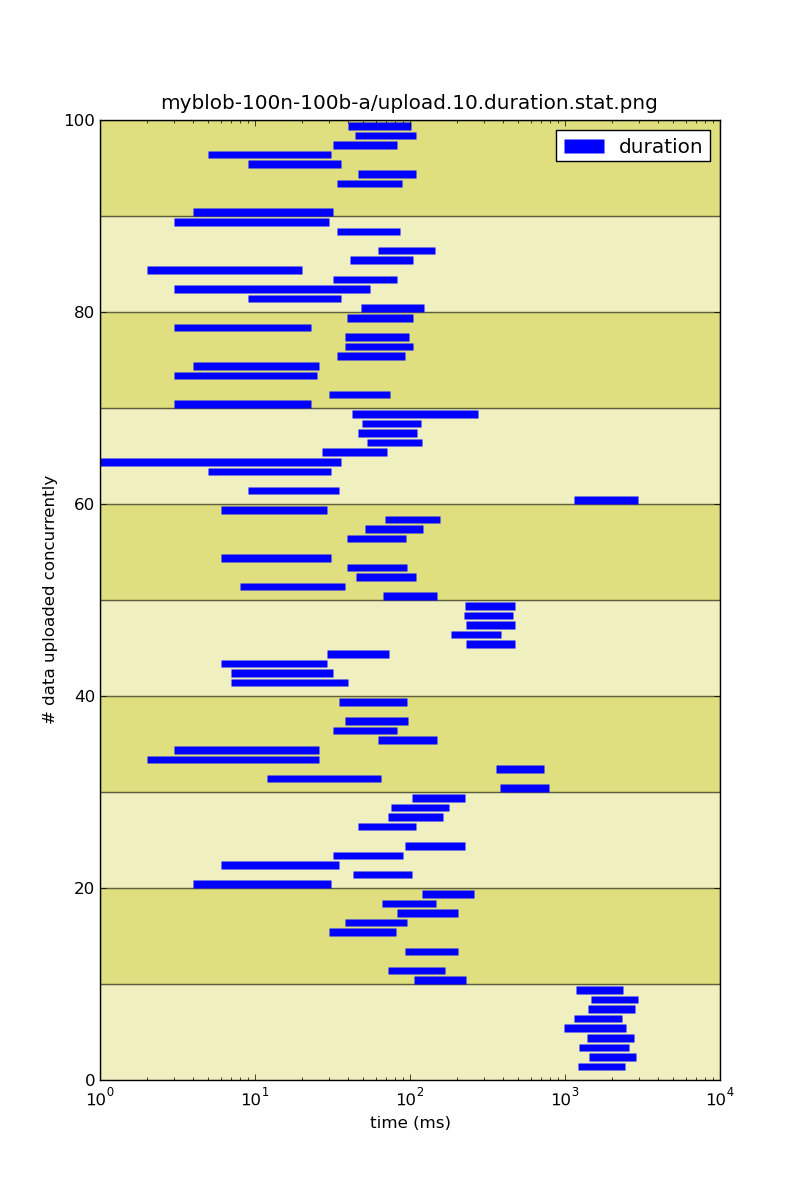 myblob-100n-100b-a/upload.10.duration.stat.png
duration
100
80
60
40
20
0
# data uploaded concurrently
10⁰ 10¹ 10² 10³ 10⁴
time (ms)